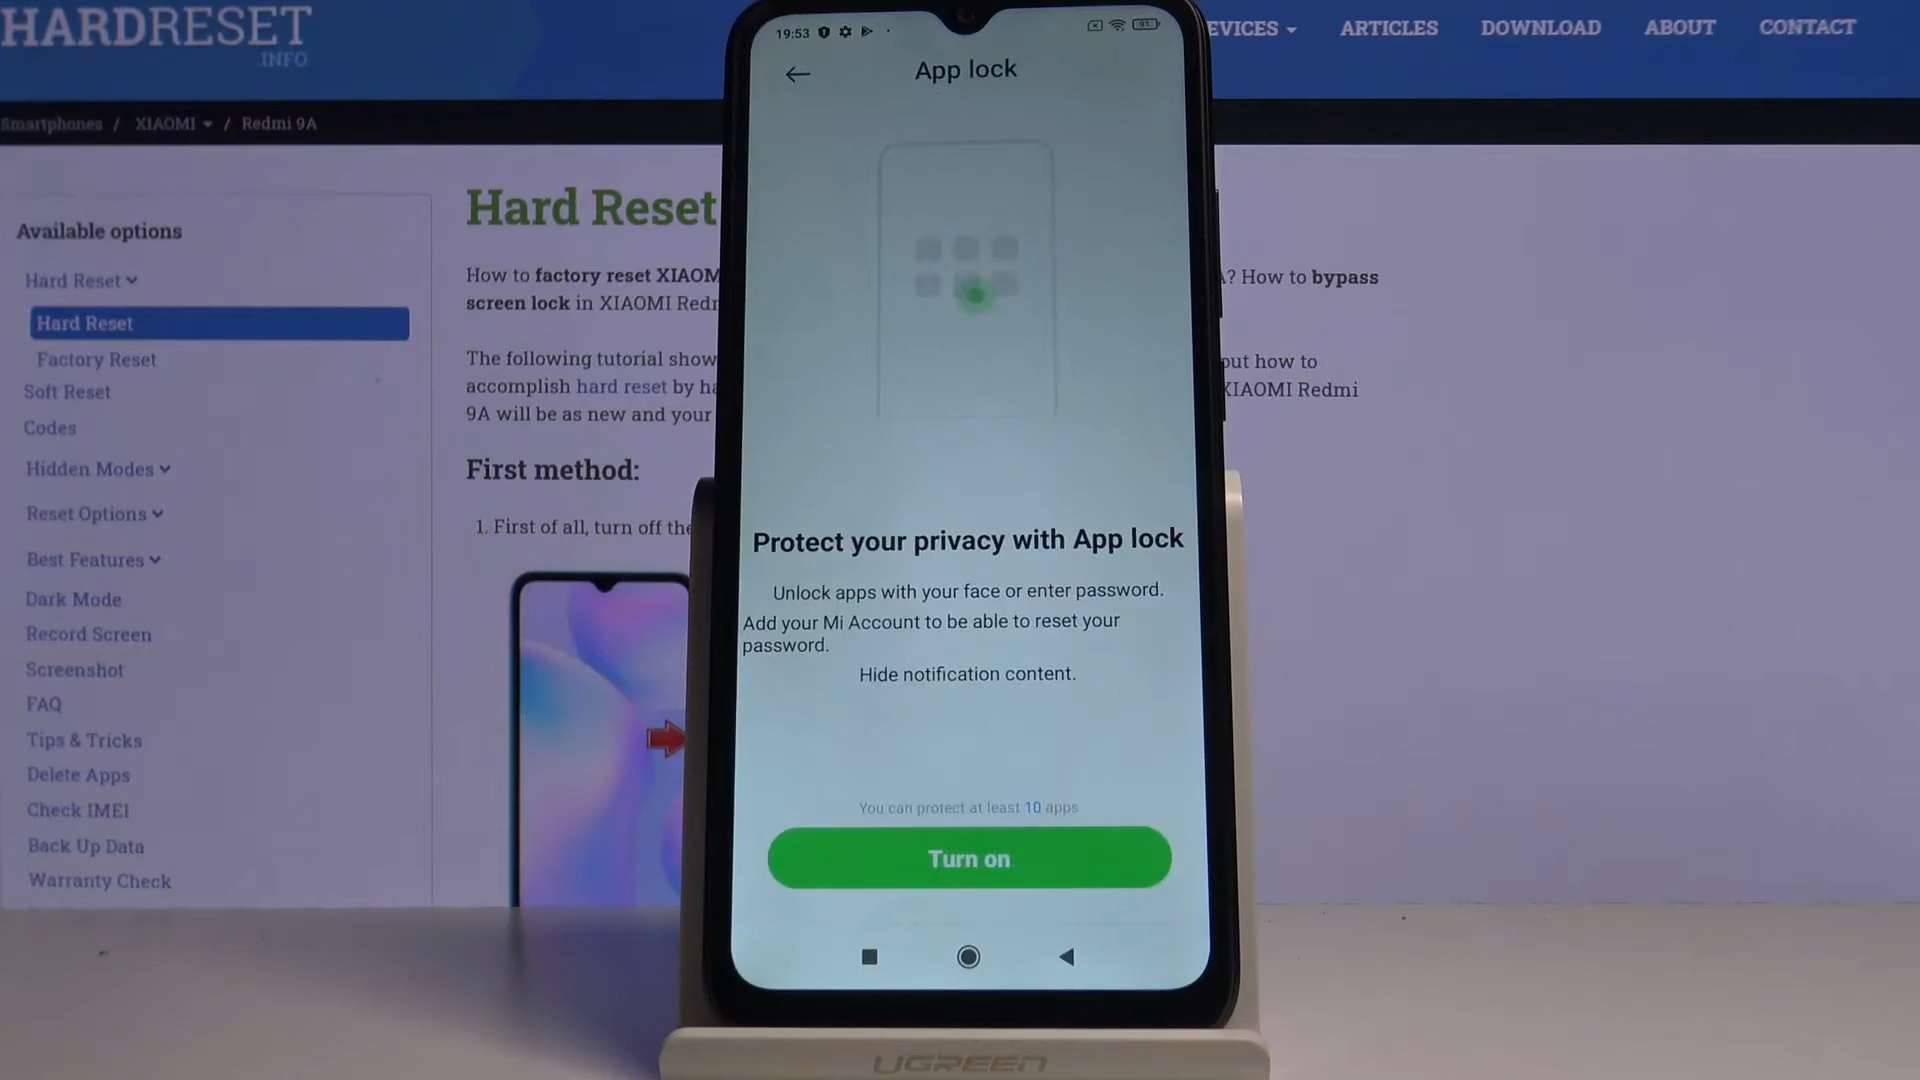 HARDRESET
.INFO
EVICES
ARTICLES
DOWNLOAD
ABOUT
CONTACT
Smartphones / XIAOMI / Redmi 9A
Available options
Hard Reset
Hard Reset
Factory Reset
Soft Reset
Codes
Hidden Modes
Reset Options
Best Features
Dark Mode
Record Screen
Screenshot
FAQ
Tips & Tricks
Delete Apps
Check IMEI
Back Up Data
Warranty Check
Hard Reset
How to factory reset XIAOM
screen lock in XIAOMI Redr
The following tutorial show
accomplish hard reset by ha
9A will be as new and your
First method:
1. First of all, turn off the
A? How to bypass
out how to
XIAOMI Redmi
19:53
91
App lock
Protect your privacy with App lock
Unlock apps with your face or enter password.
Add your Mi Account to be able to reset your
password.
Hide notification content.
You can protect at least 10 apps
Turn on
UGREEN